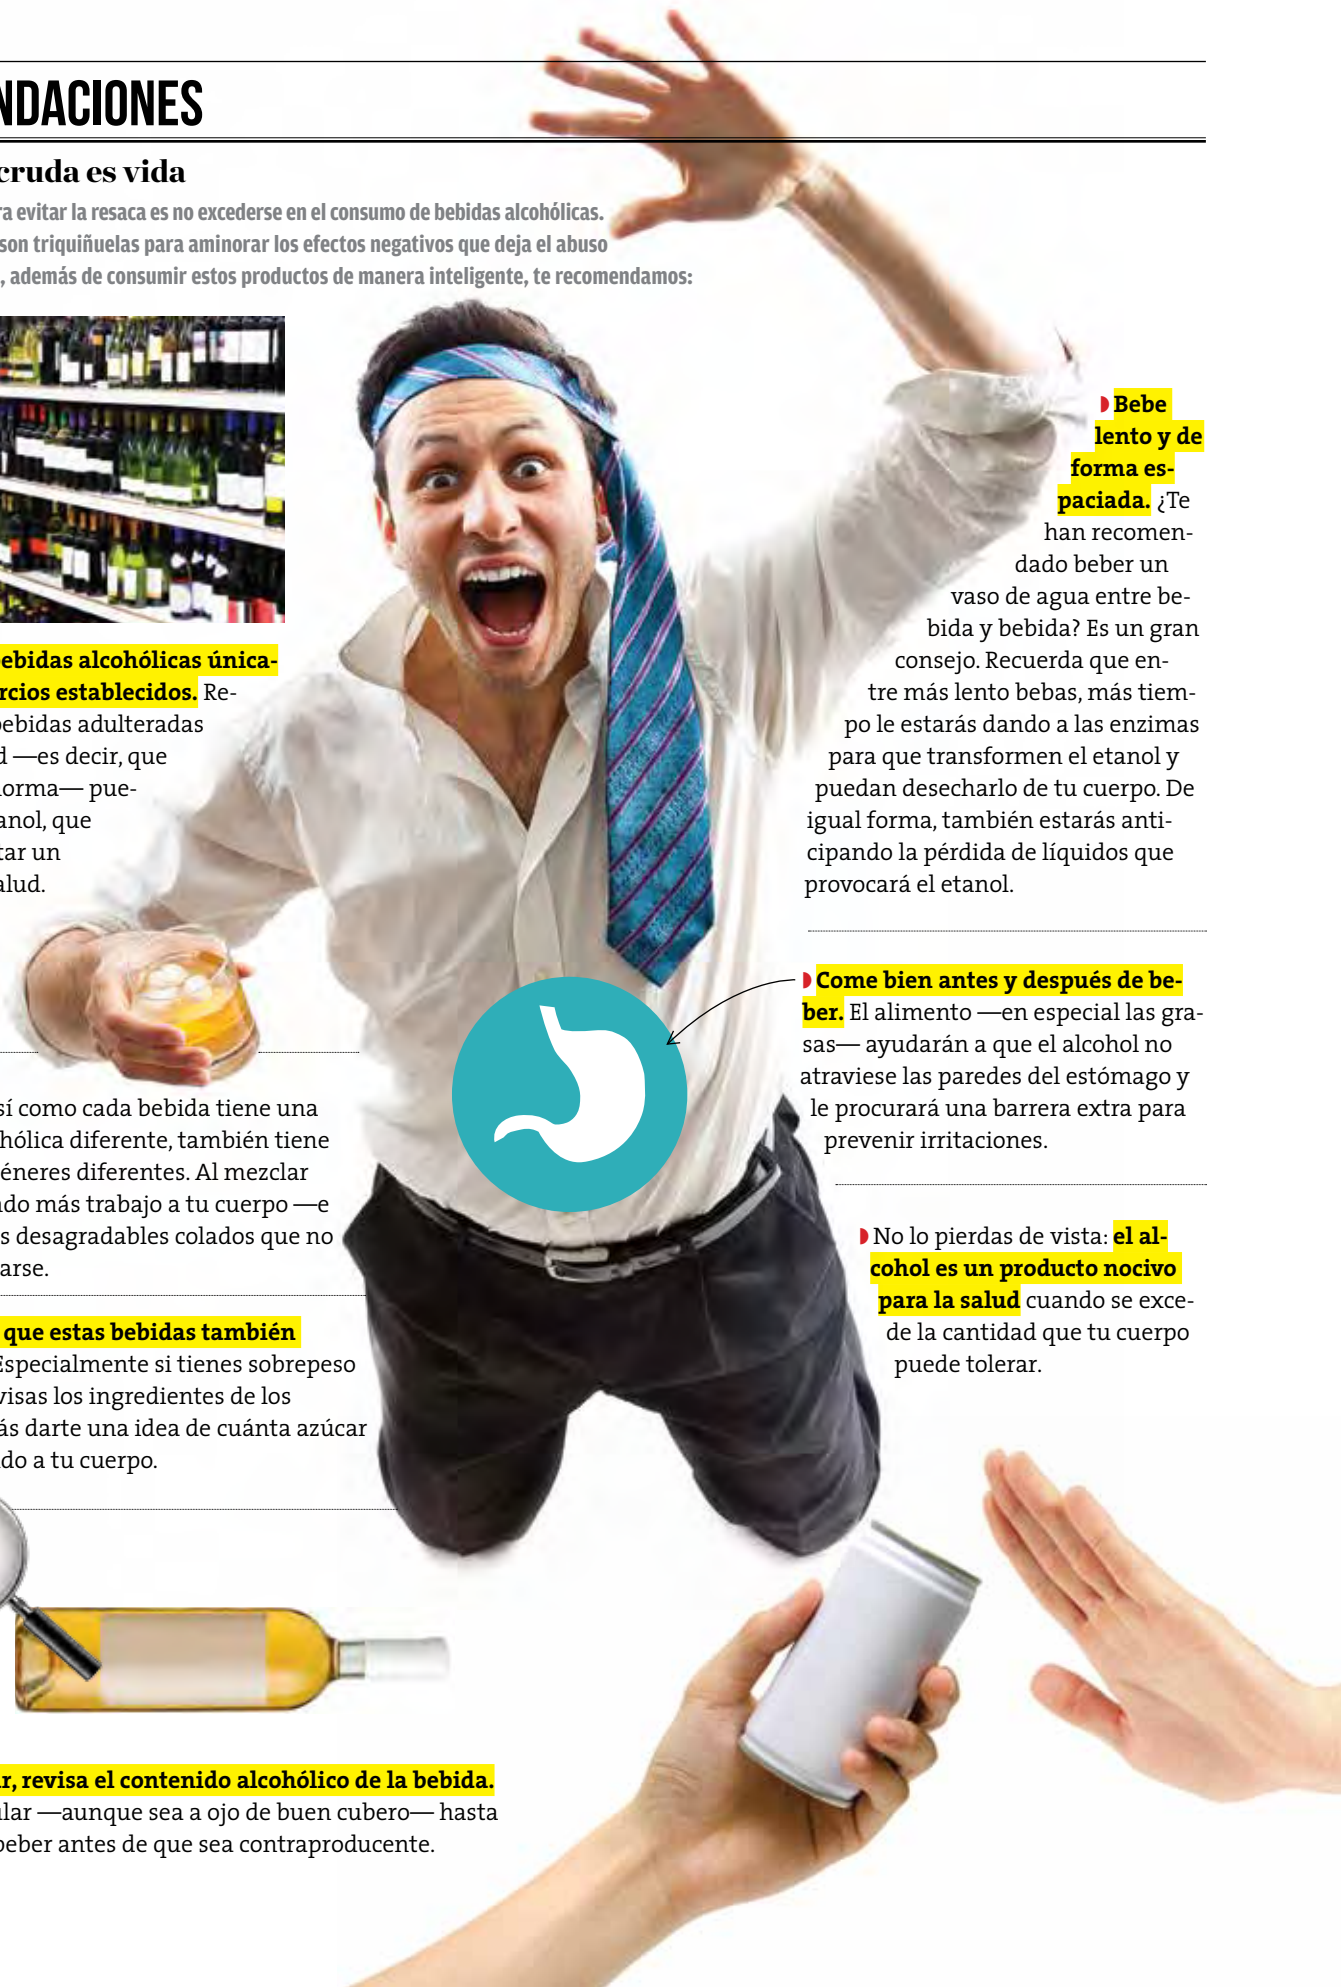 NDACIONES
cruda es vida
ra evitar la resaca es no excederse en el consumo de bebidas alcohólicas.
son triquiñuelas para aminorar los efectos negativos que deja el abuso
, además de consumir estos productos de manera inteligente, te recomendamos:
ebidas alcohólicas única-
rcios establecidos. Re-
bebidas adulteradas
d —es decir, que
orma— pue-
anol, que
tar un
alud.
sí como cada bebida tiene una
hólica diferente, también tiene
éneres diferentes. Al mezclar
ndo más trabajo a tu cuerpo —e
s desagradables colados que no
arse.
que estas bebidas también
Especialmente si tienes sobrepeso
visas los ingredientes de los
ás darte una idea de cuánta azúcar
do a tu cuerpo.
r, revisa el contenido alcohólico de la bebida.
ular —aunque sea a ojo de buen cubero— hasta
beber antes de que sea contraproducente.
Bebe
lento y de
forma es-
paciada. ¿Te
han recomen-
dado beber un
vaso de agua entre be-
bida y bebida? Es un gran
consejo. Recuerda que en-
tre más lento bebas, más tiem-
po le estarás dando a las enzimas
para que transformen el etanol y
puedan desecharlo de tu cuerpo. De
igual forma, también estarás anti-
cipando la pérdida de líquidos que
provocará el etanol.
Come bien antes y después de be-
ber. El alimento —en especial las gra-
sas— ayudarán a que el alcohol no
atraviese las paredes del estómago y
le procurará una barrera extra para
prevenir irritaciones.
No lo pierdas de vista: el al-
cohol es un producto nocivo
para la salud cuando se exce-
de la cantidad que tu cuerpo
puede tolerar.